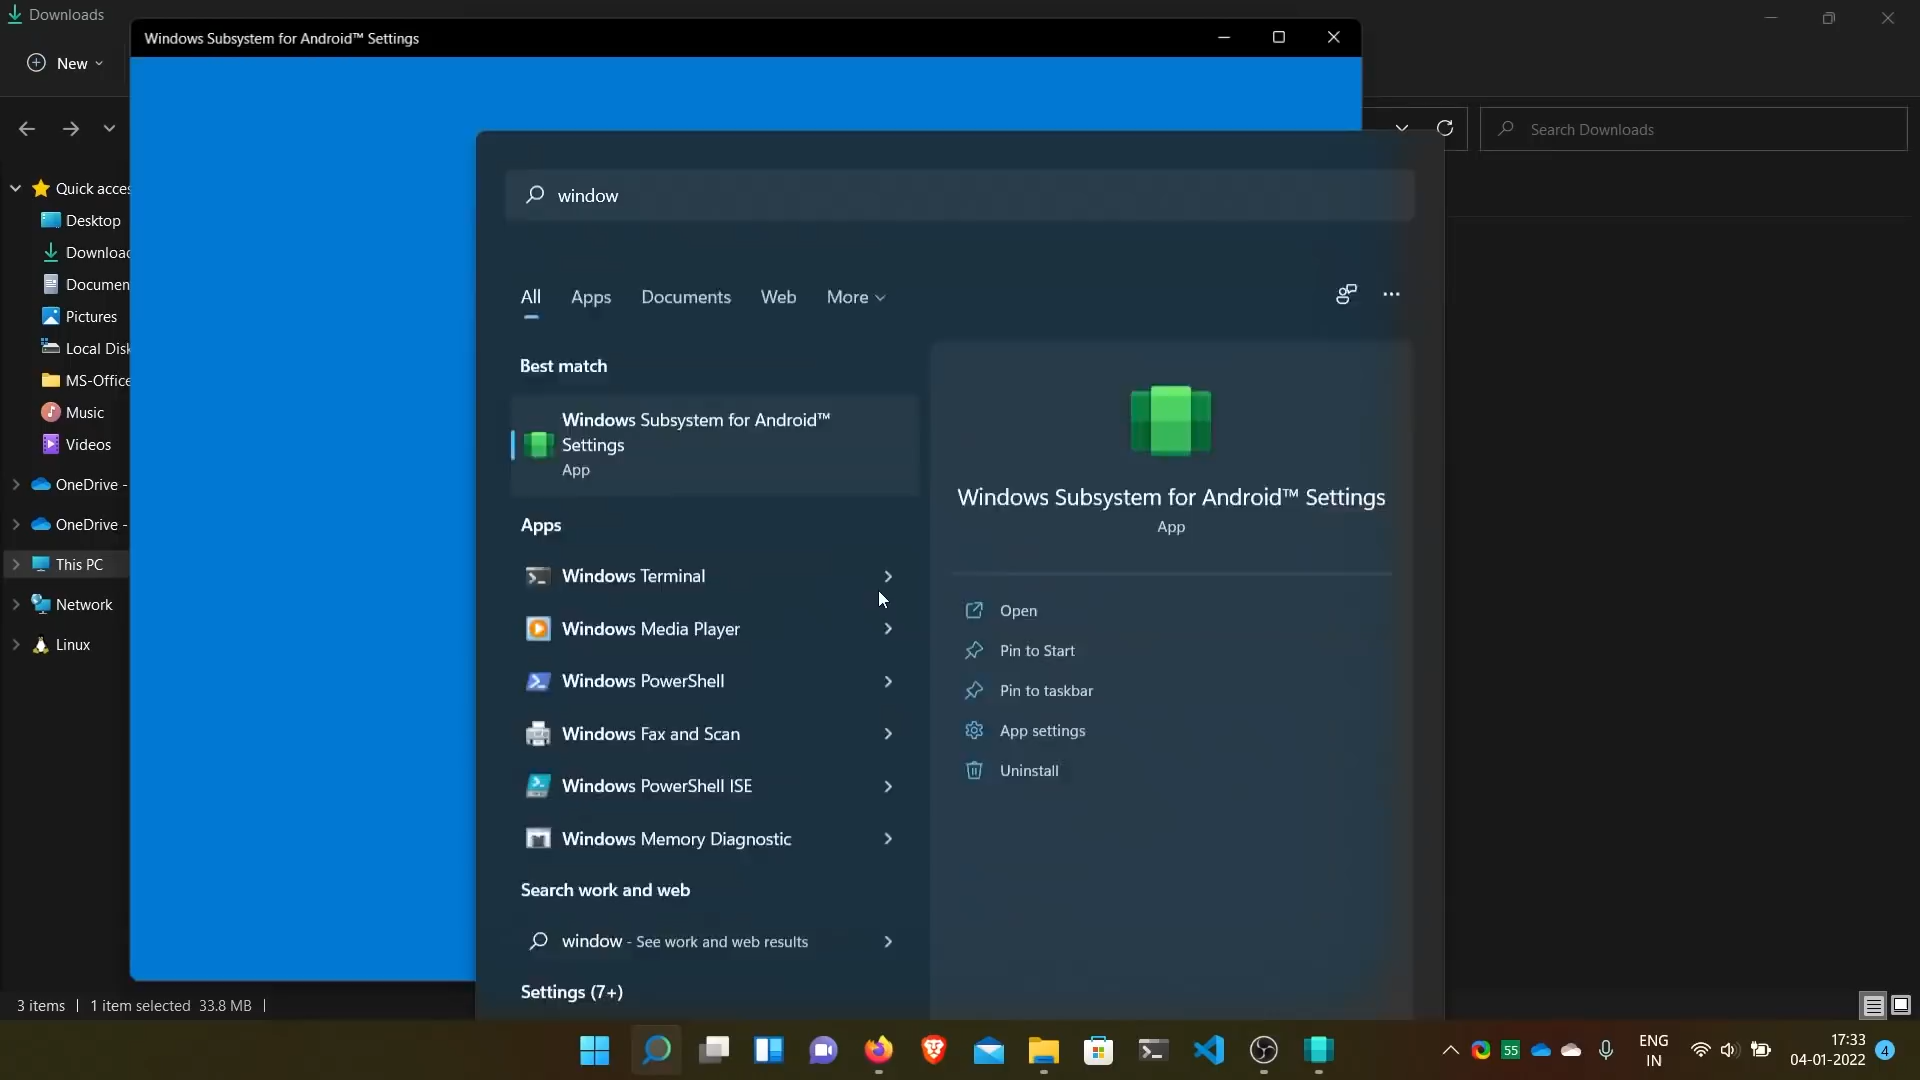 Downloads
Windows Subsystem for Android™ Settings
New
Search Downloads
Quick acces
Desktop
Downloac
Documen
Pictures
Local Disk
MS-Office
Music
Videos
OneDrive -
OneDrive -
This PC
Network
Linux
window
All Apps Documents Web More
Best match
Windows Subsystem for Android™
Settings
App
Apps
Windows Terminal
Windows Media Player
Windows PowerShell
Windows Fax and Scan
Windows PowerShell ISE
Windows Memory Diagnostic
Search work and web
window - See work and web results
Settings (7+)
Windows Subsystem for Android™ Settings
App
Open
Pin to Start
Pin to taskbar
App settings
Uninstall
3 items 1 item selected 33.8 MB
55
ENG
IN
17:33
04-01-2022
4